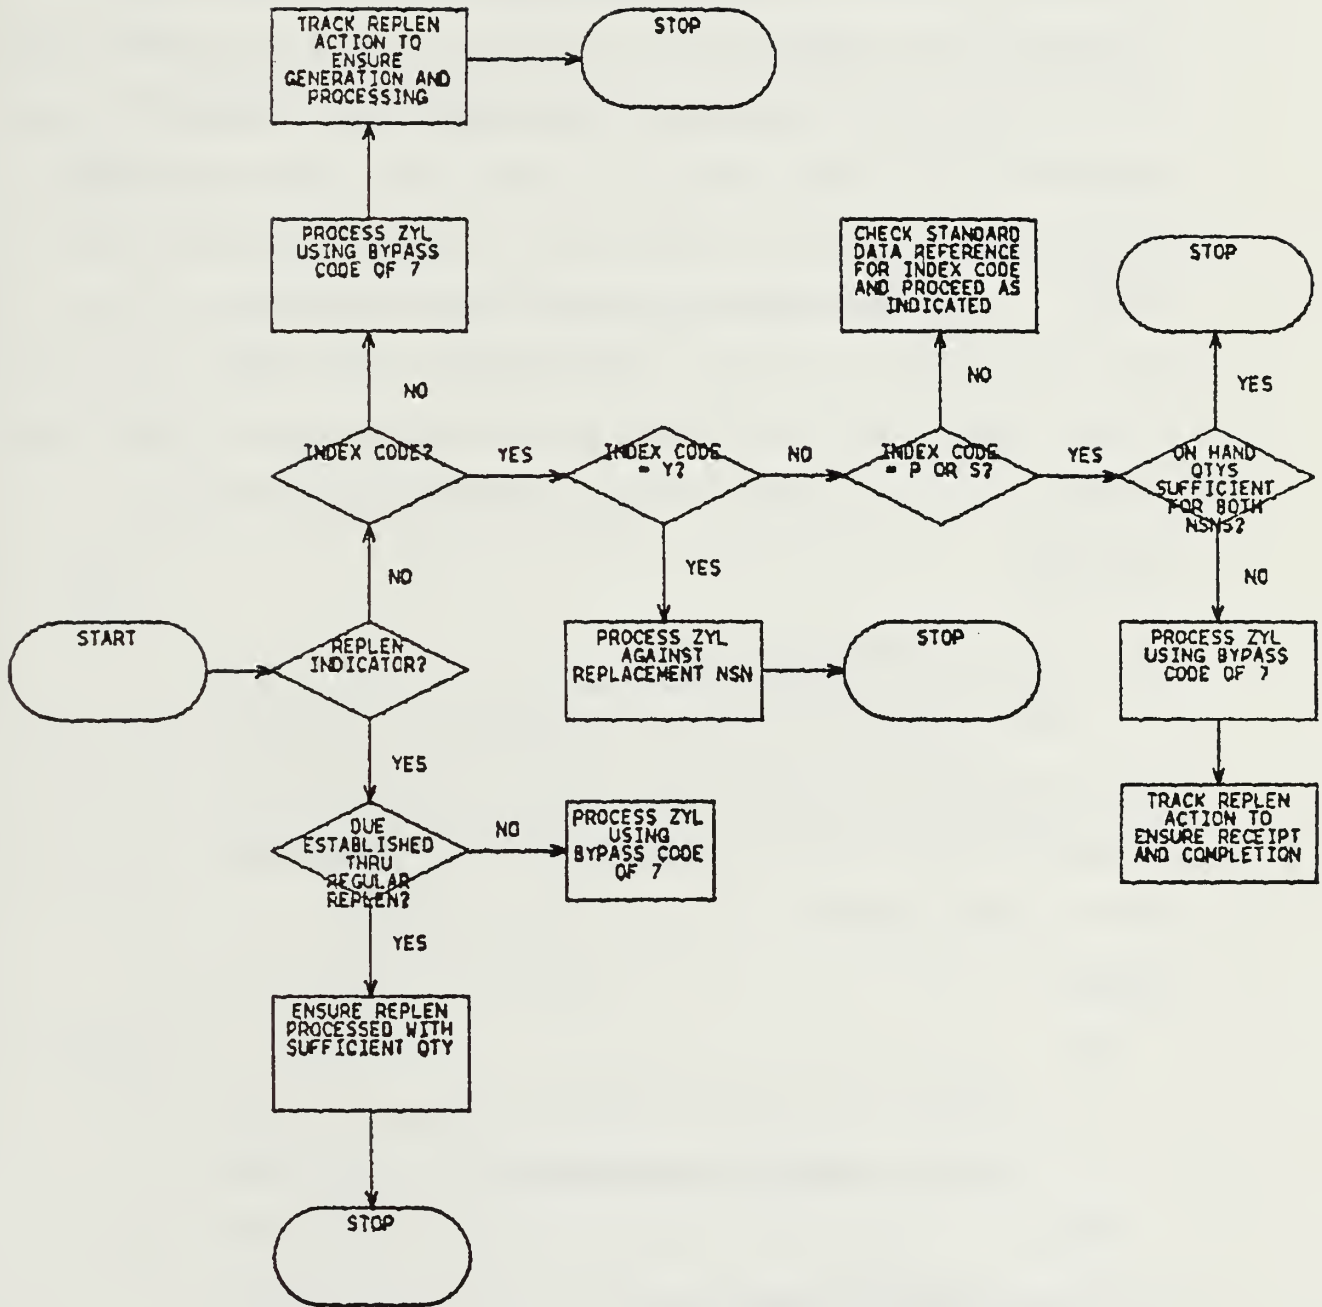 TRACK REPLEN
ACTION TO
ENSURE
GENERATION AND
PROCESSING
STOP
PROCESS ZYL
USING BYPASS
CODE OF 7
CHECK STANDARD
DATA REFERENCE
FOR INDEX CODE
AND PROCEED AS
INDICATED
STOP
NO
NO
YES
INDEX CODE?
YES
INDEX CODE
= Y?
NO
INDEX CODE
= P OR S?
YES
ON HAND
QTYS
SUFFICIENT
FOR BOTH
NSNS?
NO
YES
NO
START
REPLEN
INDICATOR?
PROCESS ZYL
AGAINST
REPLACEMENT NSN
STOP
PROCESS ZYL
USING BYPASS
CODE OF 7
YES
DUE
ESTABLISHED
THRU
REGULAR
REPLEN?
NO
PROCESS ZYL
USING
BYPASS CODE
OF 7
TRACK REPLEN
ACTION TO
ENSURE RECEIPT
AND COMPLETION
YES
ENSURE REPLEN
PROCESSED WITH
SUFFICIENT QTY
STOP